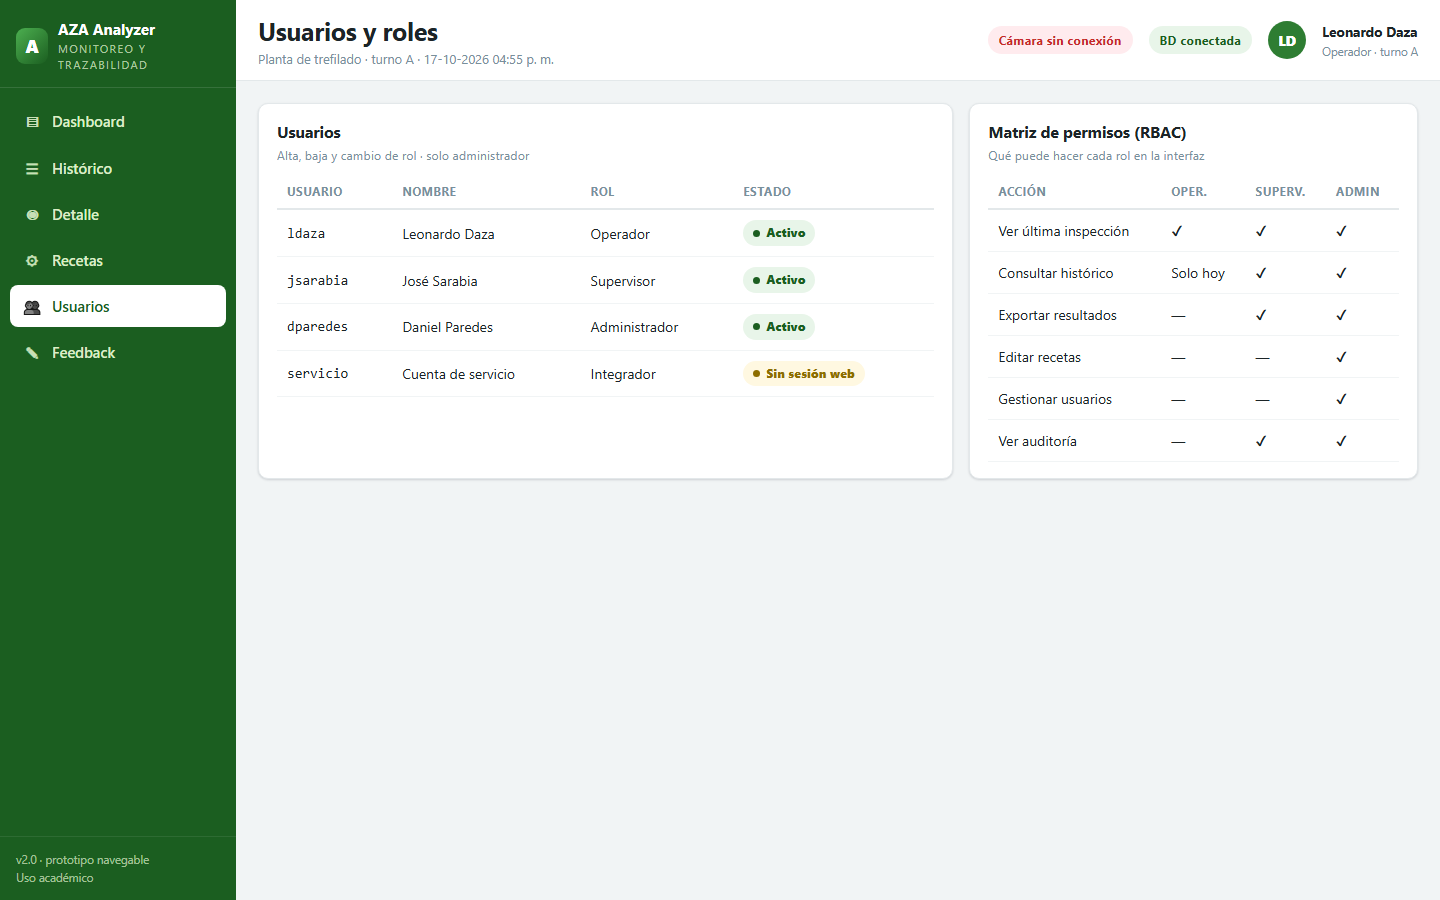 A
AZA Analyzer
MONITOREO Y
TRAZABILIDAD
Dashboard
Histórico
Detalle
Recetas
Usuarios
Feedback
v2.0 · prototipo navegable
Uso académico
Usuarios y roles
Planta de trefilado · turno A · 17-10-2026 04:55 p. m.
Cámara sin conexión
BD conectada
LD
Leonardo Daza
Operador · turno A
Usuarios
Alta, baja y cambio de rol · solo administrador
USUARIO NOMBRE ROL ESTADO
ldaza Leonardo Daza Operador Activo
jsarabia José Sarabia Supervisor Activo
dparedes Daniel Paredes Administrador Activo
servicio Cuenta de servicio Integrador Sin sesión web
Matriz de permisos (RBAC)
Qué puede hacer cada rol en la interfaz
ACCIÓN OPER. SUPERV. ADMIN
Ver última inspección ✓ ✓ ✓
Consultar histórico Solo hoy ✓ ✓
Exportar resultados — ✓ ✓
Editar recetas — — ✓
Gestionar usuarios — — ✓
Ver auditoría — ✓ ✓